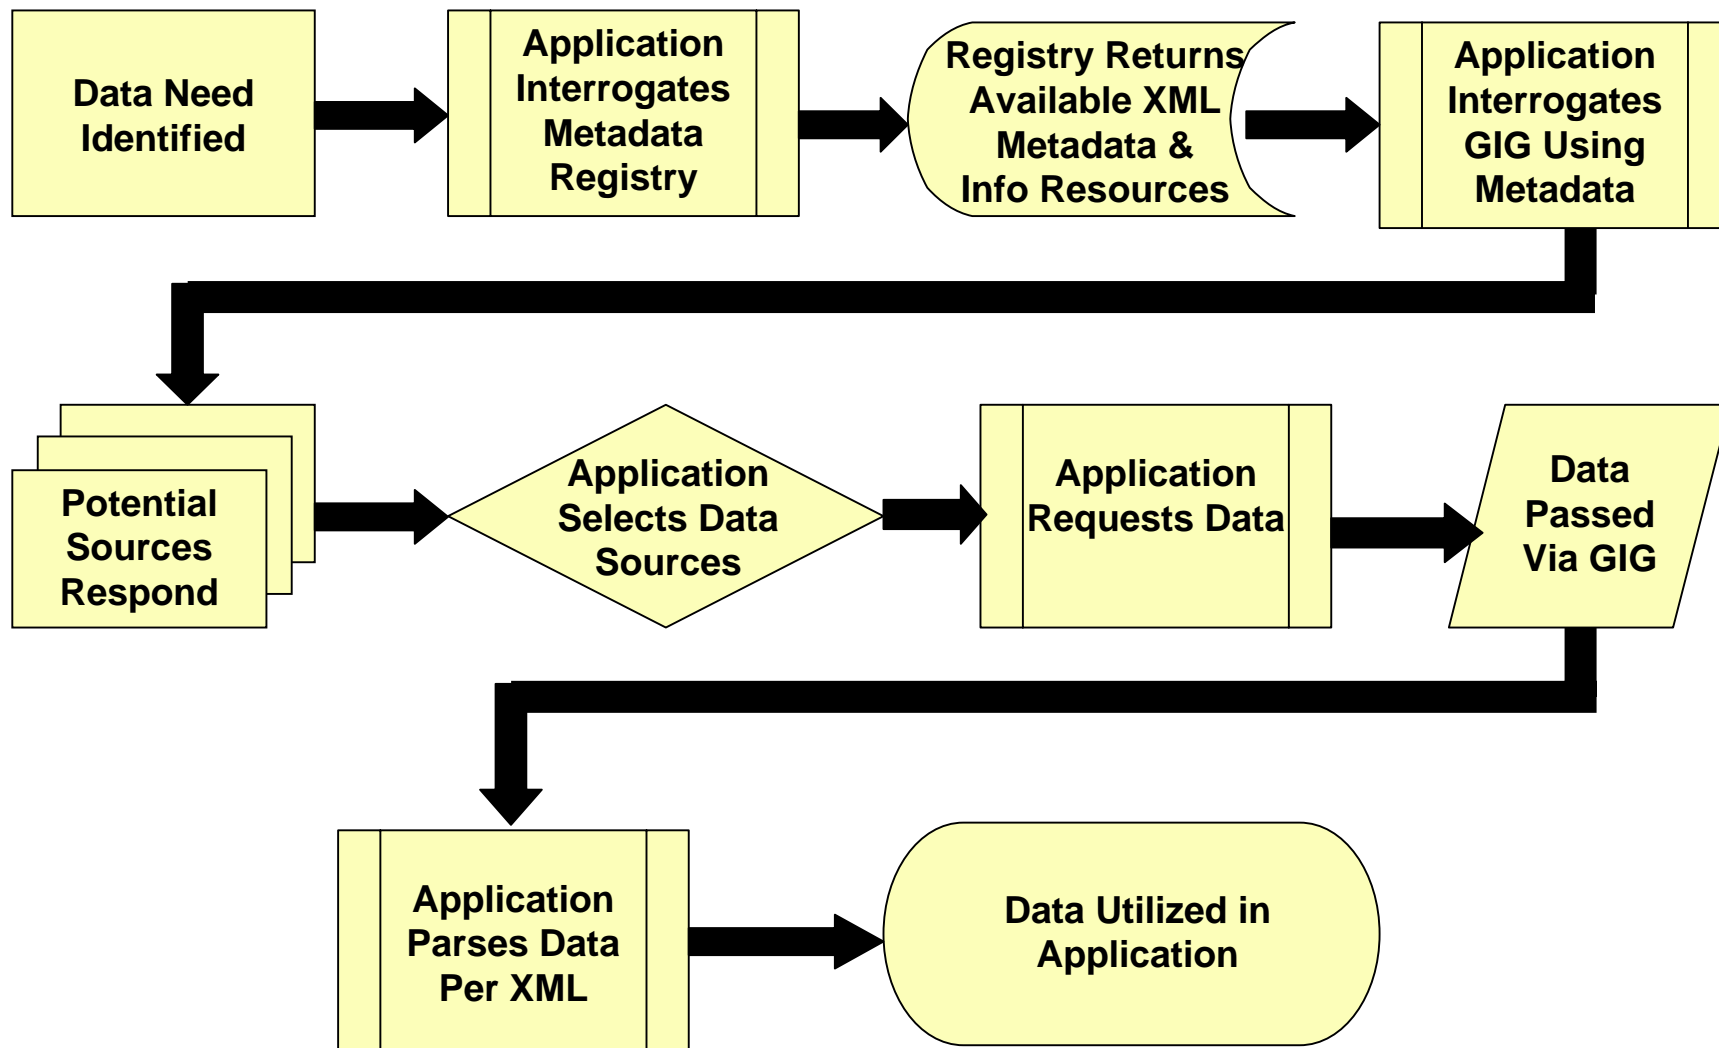 Data Need
Identified
Application
Interrogates
Metadata
Registry
Registry Returns
Available XML
Metadata &
Info Resources
Application
Interrogates
GIG Using
Metadata
Potential
Sources
Respond
Application
Selects Data
Sources
Application
Requests Data
Data
Passed
Via GIG
Application
Parses Data
Per XML
Data Utilized in
Application